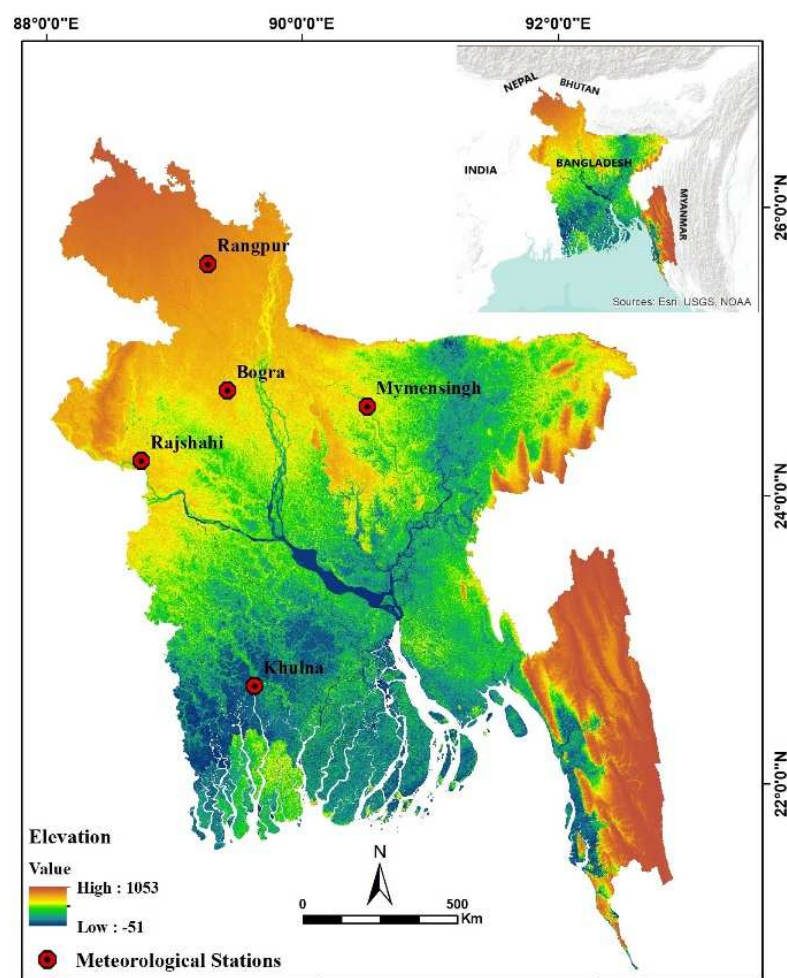 88°0'0"E
90°0'0"E
92°0'0"E
NEPAL
BHUTAN
BANGLADESH
INDIA
MYANMAR
Sources: Esri, USGS, NOAA
26°0'0"N
Rangpur
Bogra
Mymensingh
Rajshahi
24°0'0"N
Khulna
22°0'0"N
Elevation
Value
High : 1053
Low : -51
N
0
500
Km
Meteorological Stations